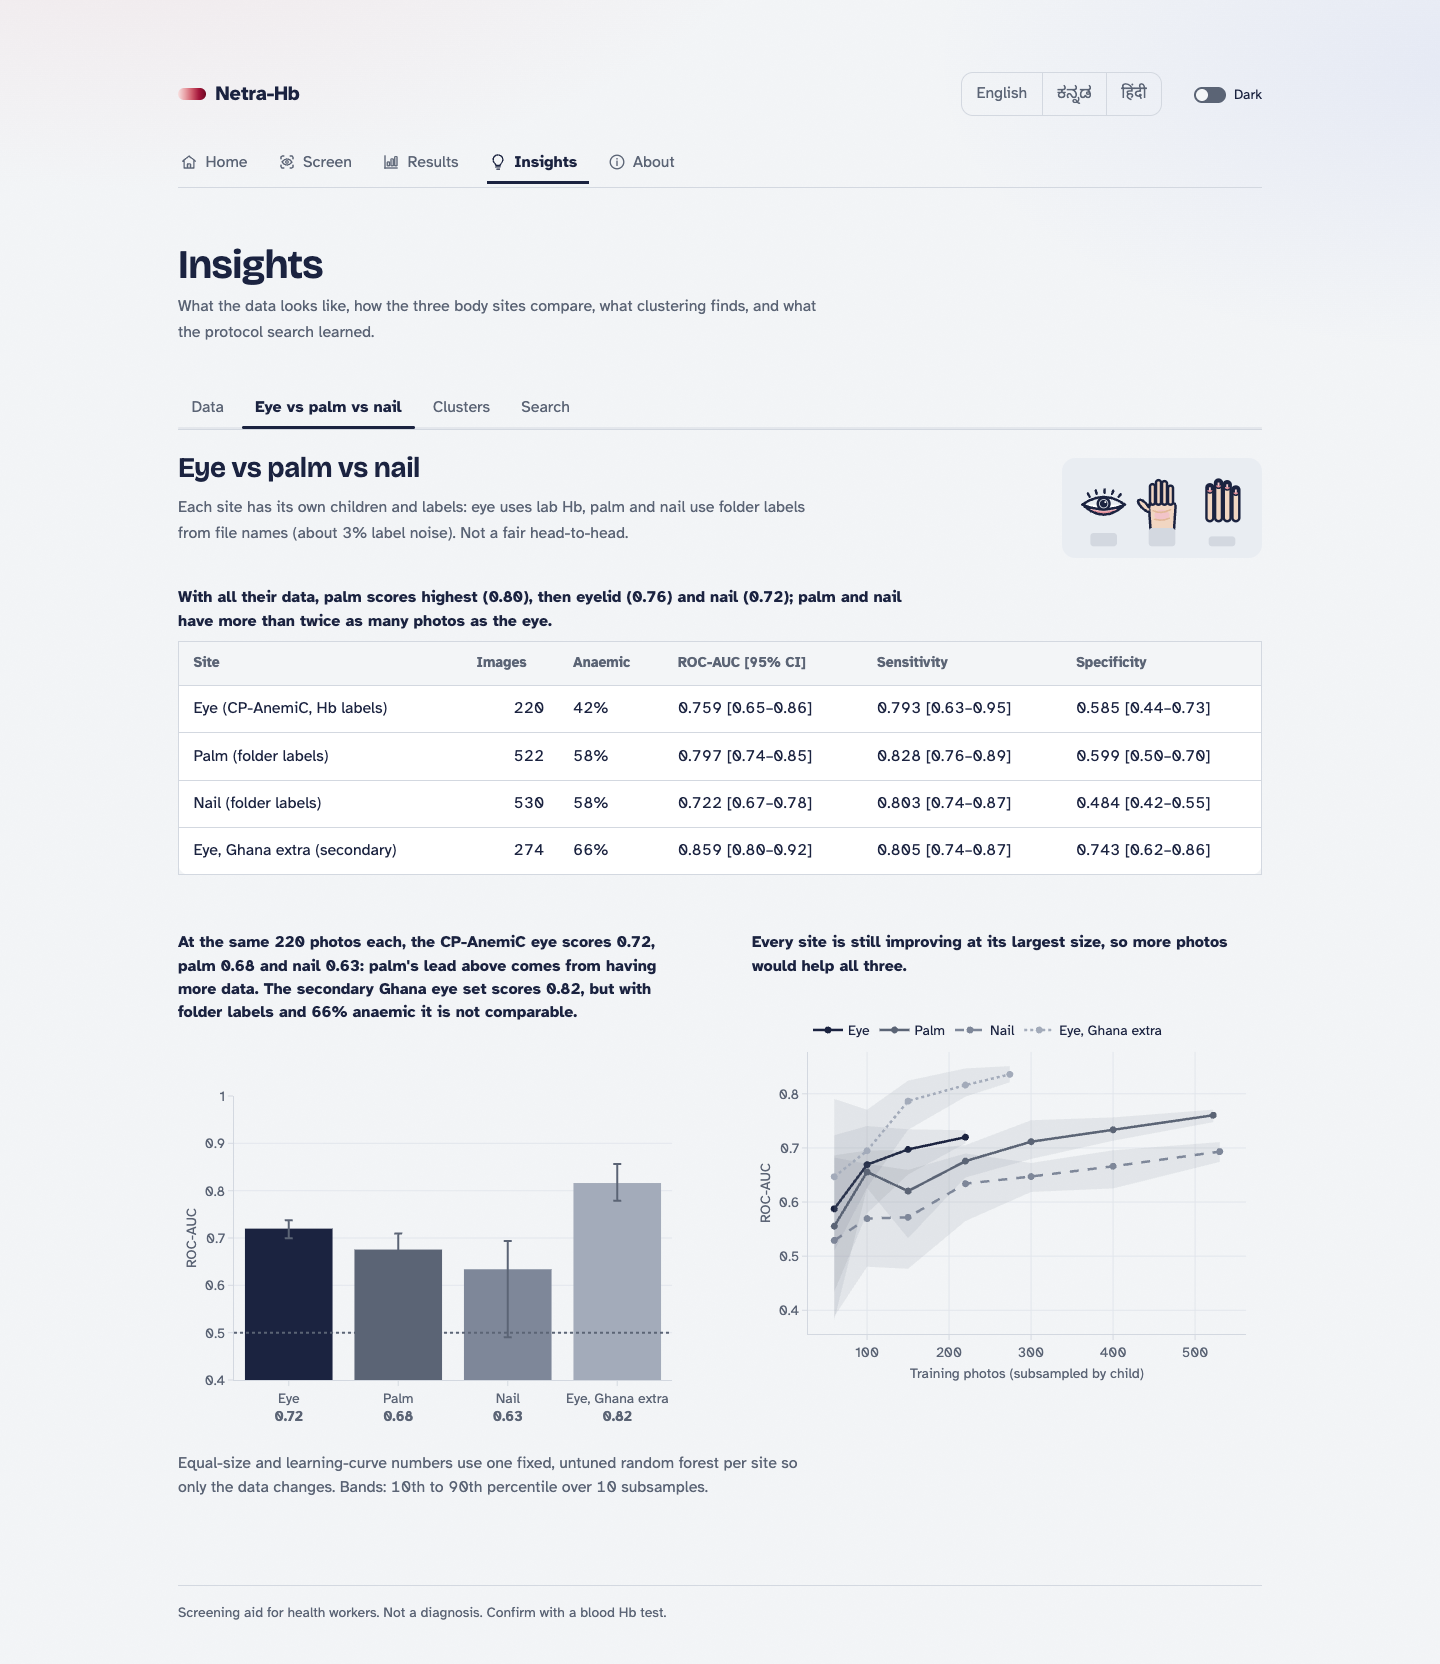 Netra-Hb
English ಕನ್ನಡ हिंदी Dark
Home Screen Results Insights About
Insights
What the data looks like, how the three body sites compare, what clustering finds, and what
the protocol search learned.
Data Eye vs palm vs nail Clusters Search
Eye vs palm vs nail
Each site has its own children and labels: eye uses lab Hb, palm and nail use folder labels
from file names (about 3% label noise). Not a fair head-to-head.
With all their data, palm scores highest (0.80), then eyelid (0.76) and nail (0.72); palm and nail
have more than twice as many photos as the eye.
Site Images Anaemic ROC-AUC [95% CI] Sensitivity Specificity
Eye (CP-AnemiC, Hb labels) 220 42% 0.759 [0.65–0.86] 0.793 [0.63–0.95] 0.585 [0.44–0.73]
Palm (folder labels) 522 58% 0.797 [0.74–0.85] 0.828 [0.76–0.89] 0.599 [0.50–0.70]
Nail (folder labels) 530 58% 0.722 [0.67–0.78] 0.803 [0.74–0.87] 0.484 [0.42–0.55]
Eye, Ghana extra (secondary) 274 66% 0.859 [0.80–0.92] 0.805 [0.74–0.87] 0.743 [0.62–0.86]
At the same 220 photos each, the CP-AnemiC eye scores 0.72,
palm 0.68 and nail 0.63: palm's lead above comes from having
more data. The secondary Ghana eye set scores 0.82, but with
folder labels and 66% anaemic it is not comparable.
1
0.9
0.8
0.7
0.6
0.5
0.4
ROC-AUC
Eye Palm Nail Eye, Ghana extra
0.72 0.68 0.63 0.82
Every site is still improving at its largest size, so more photos
would help all three.
Eye Palm Nail Eye, Ghana extra
0.8
0.7
0.6
0.5
0.4
ROC-AUC
100 200 300 400 500
Training photos (subsampled by child)
Equal-size and learning-curve numbers use one fixed, untuned random forest per site so
only the data changes. Bands: 10th to 90th percentile over 10 subsamples.
Screening aid for health workers. Not a diagnosis. Confirm with a blood Hb test.